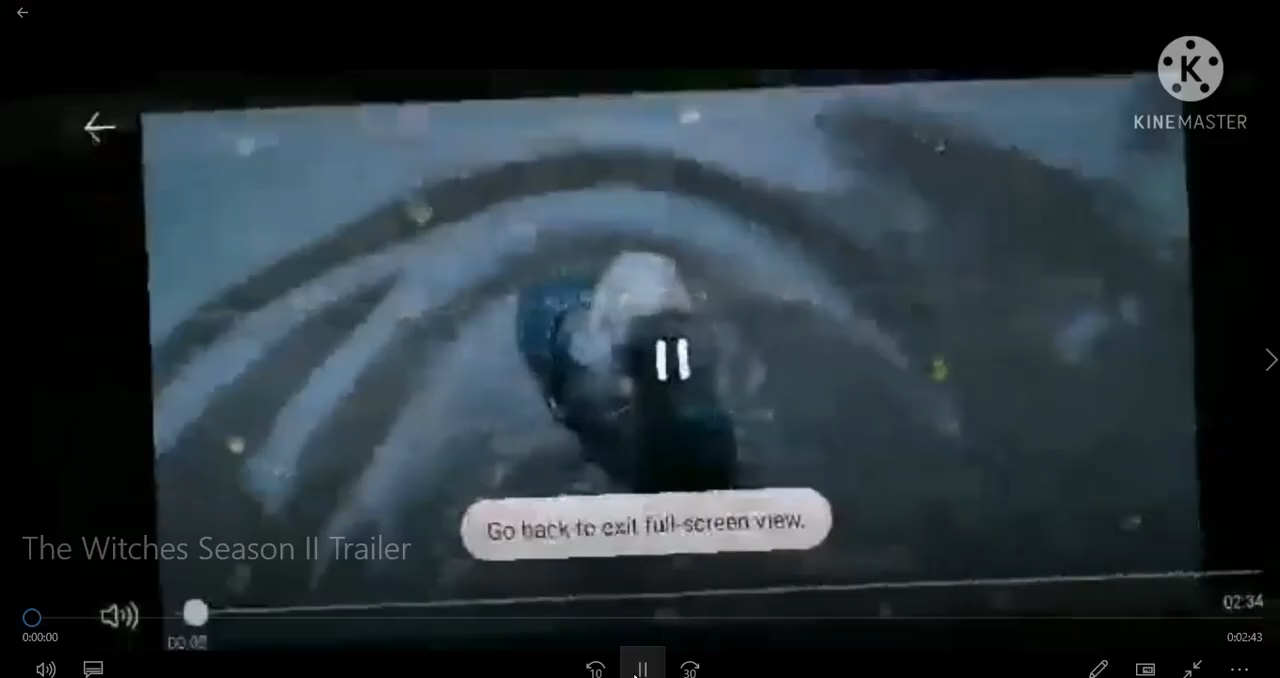 KINEMASTER
Go back to exit full-screen view.
The Witches Season II Trailer
02:34
0:00:00
0:02:43
10
30